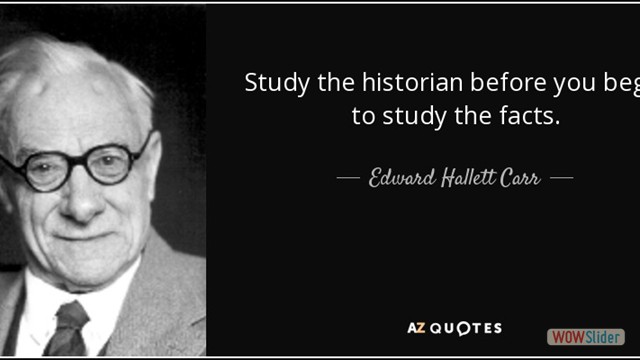 Study the historian before you beg
to study the facts.
Edward Hallett Carr
AZ QUOTES
WOWSlider